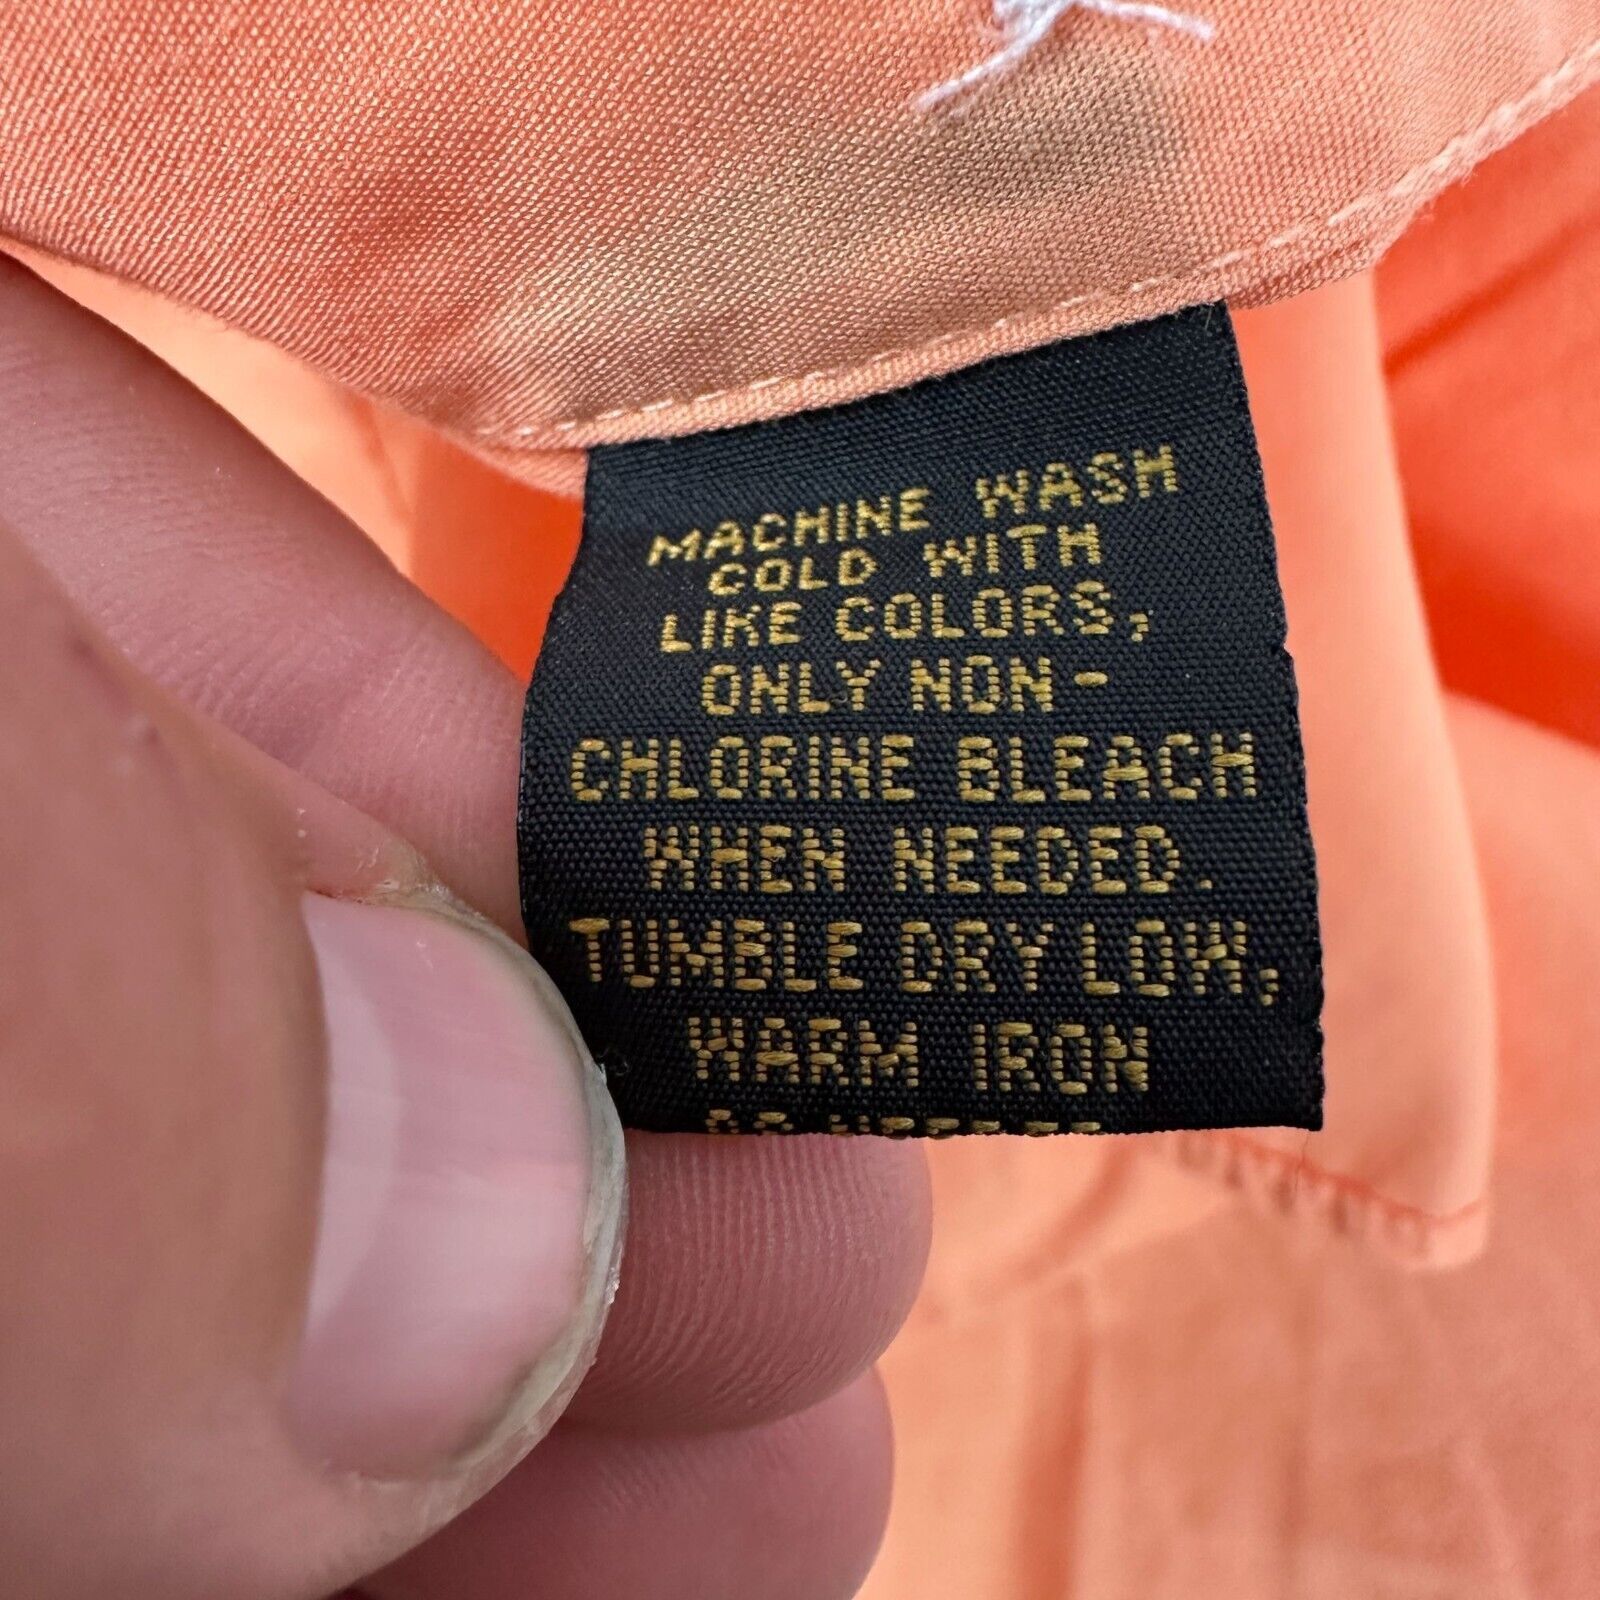 MACHINE WASH
COLD WITH
LIKE COLORS,
ONLY NON-
CHLORINE BLEACH
WHEN NEEDED.
TUMBLE DRY LOW,
WARM IRON